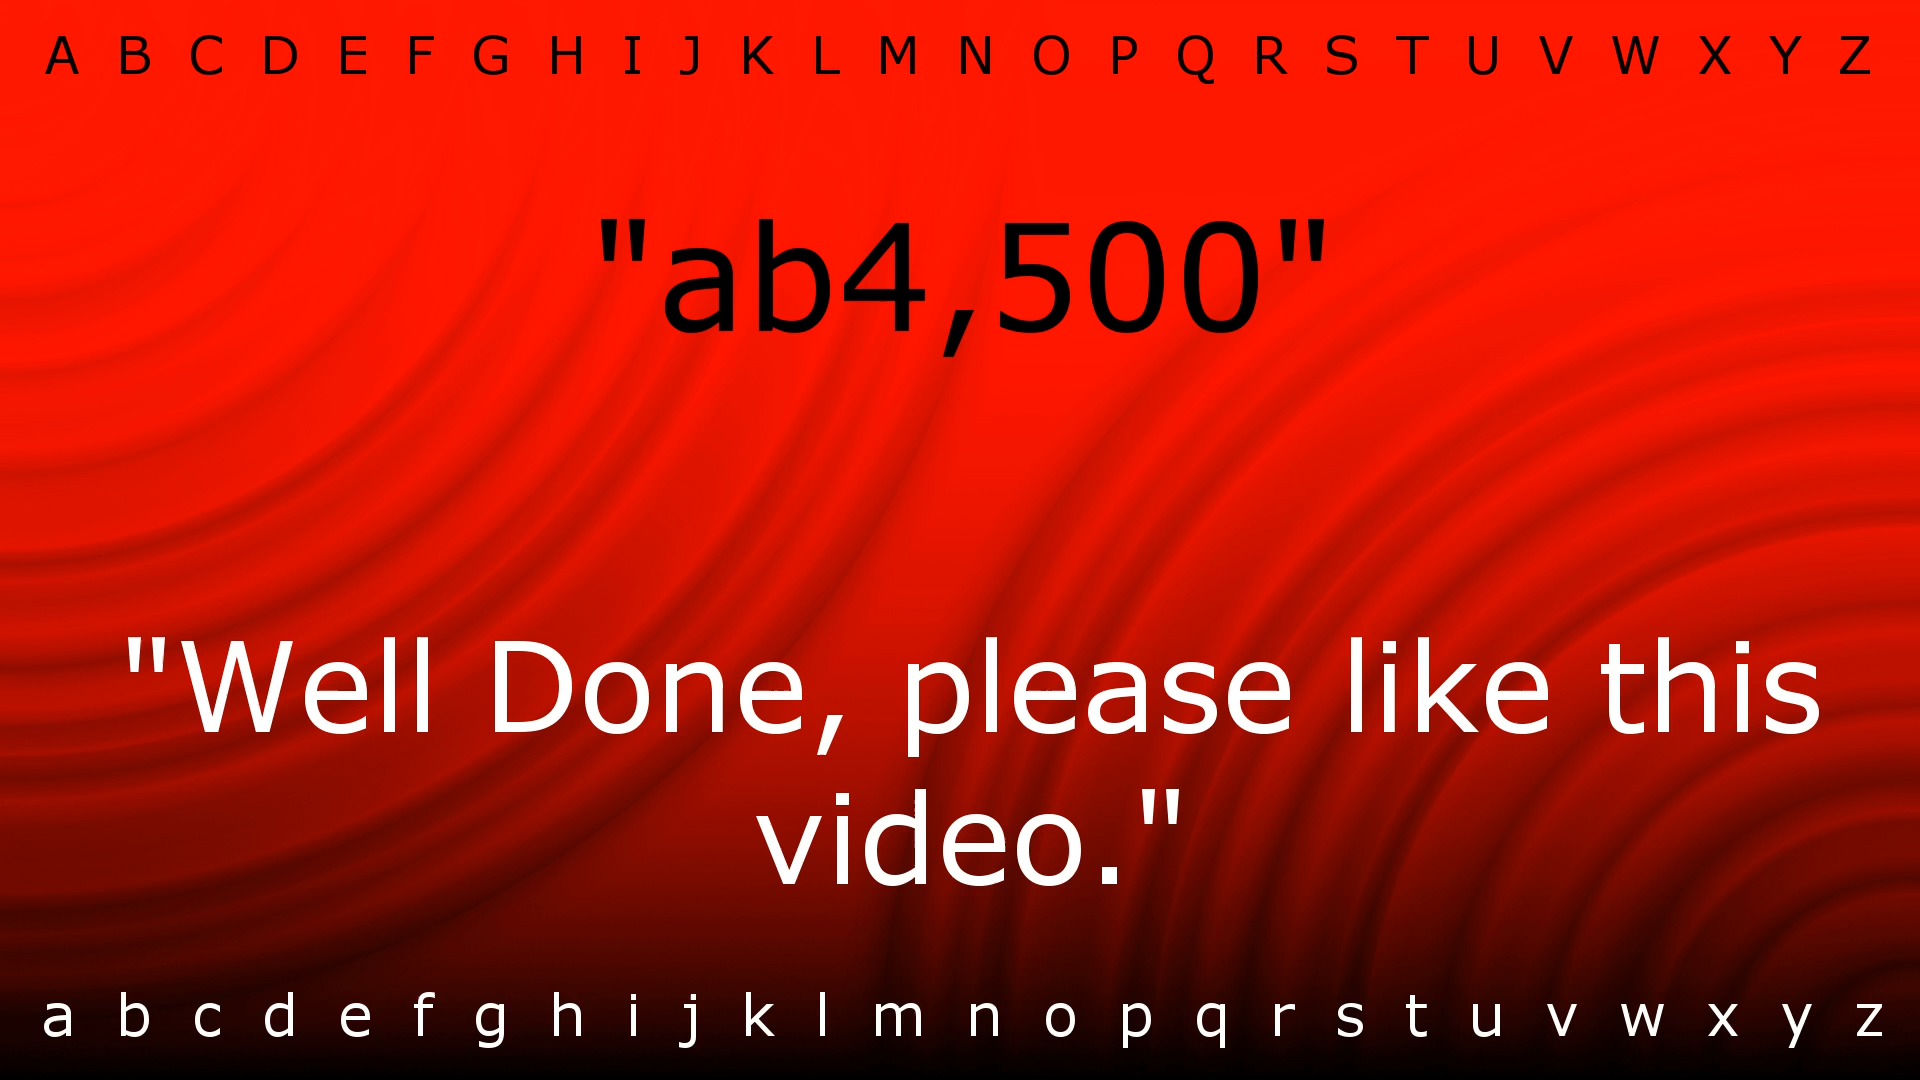 A B C D E F G H I J K L M N O P Q R S T U V W X Y Z
"ab4,500"
"Well Done, please like this
video."
a b c d e f g h i j k l m n o p q r s t u v w x y z